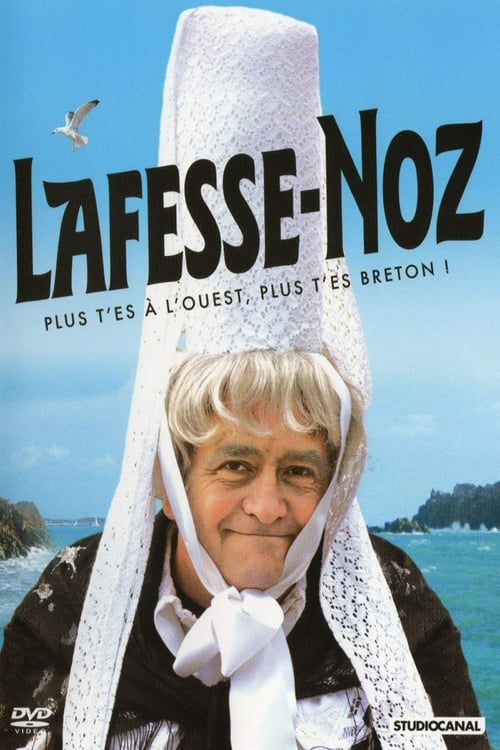 LAFESSE-NOZ
PLUS T'ES À L'OUEST, PLUS T'ES BRETON !
DVD
VIDEO
STUDIOCANAL